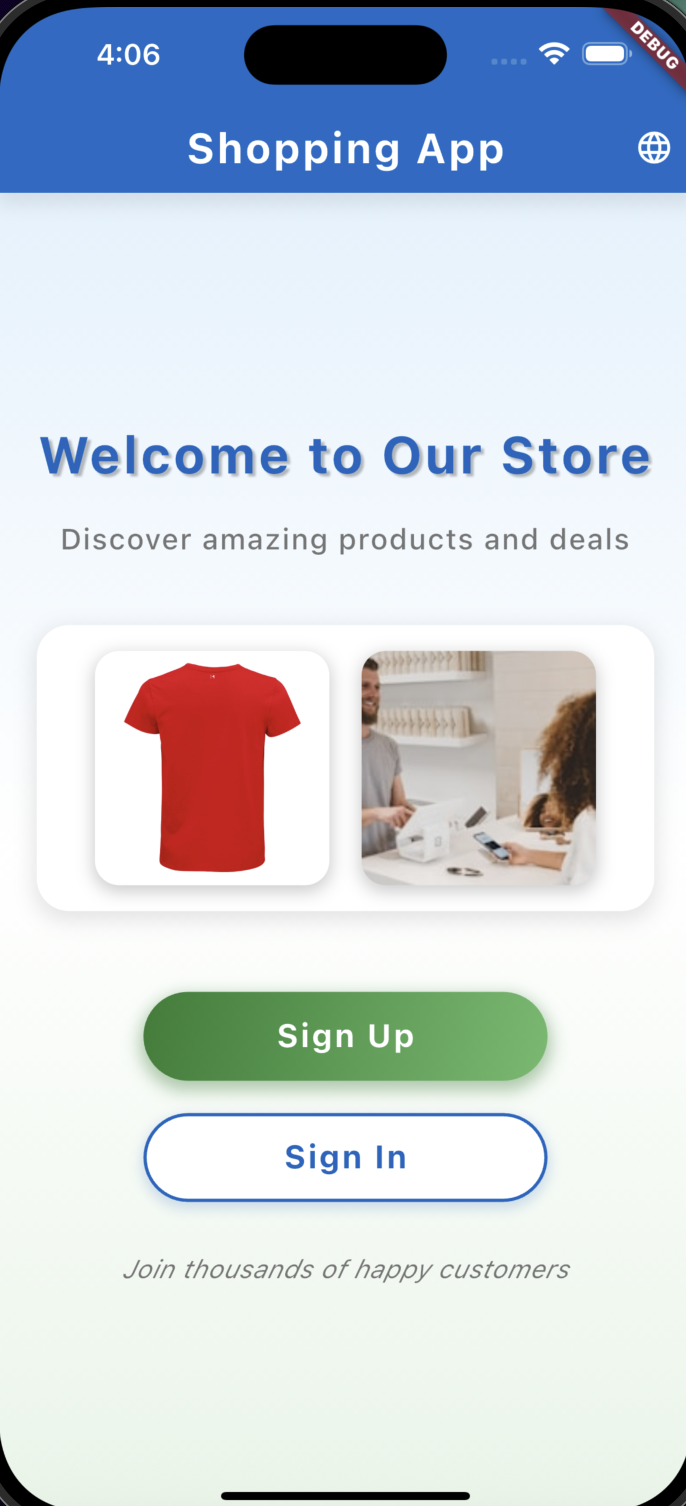 4:06
DEBUG
Shopping App
Welcome to Our Store
Discover amazing products and deals
Sign Up
Sign In
Join thousands of happy customers